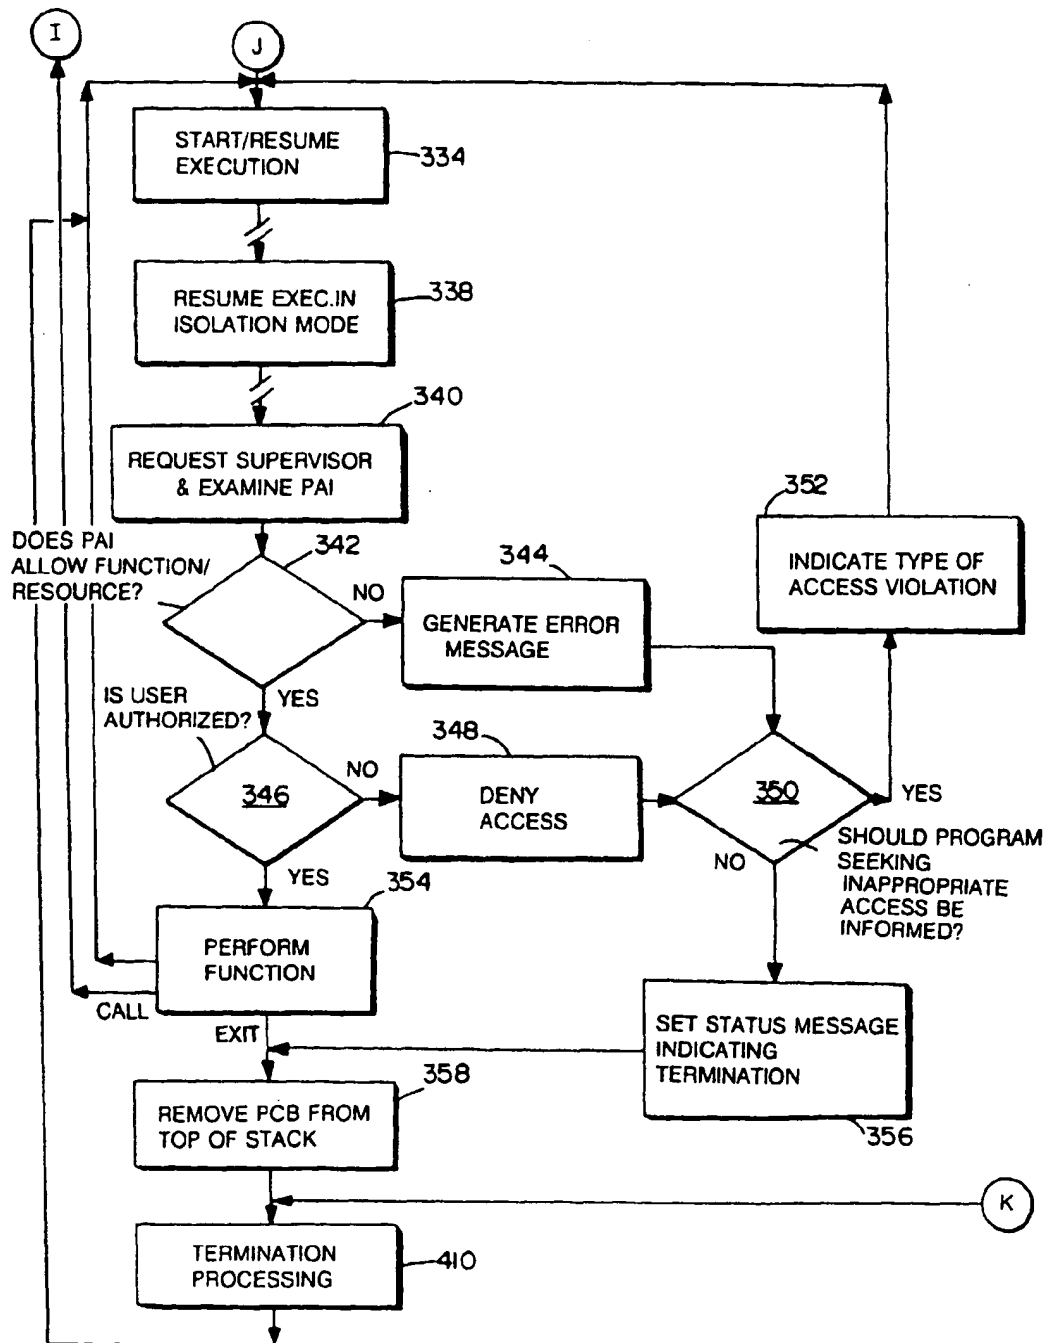 I
J
START/RESUME
EXECUTION
334
RESUME EXEC.IN
ISOLATION MODE
338
340
REQUEST SUPERVISOR
& EXAMINE PAI
352
INDICATE TYPE OF
ACCESS VIOLATION
DOES PAI
ALLOW FUNCTION/
RESOURCE?
342
NO
344
GENERATE ERROR
MESSAGE
YES
IS USER
AUTHORIZED?
346
NO
348
DENY
ACCESS
350
YES
NO
SHOULD PROGRAM
SEEKING
INAPPROPRIATE
ACCESS BE
INFORMED?
YES
354
PERFORM
FUNCTION
CALL
EXIT
SET STATUS MESSAGE
INDICATING
TERMINATION
356
358
REMOVE PCB FROM
TOP OF STACK
K
TERMINATION
PROCESSING
410